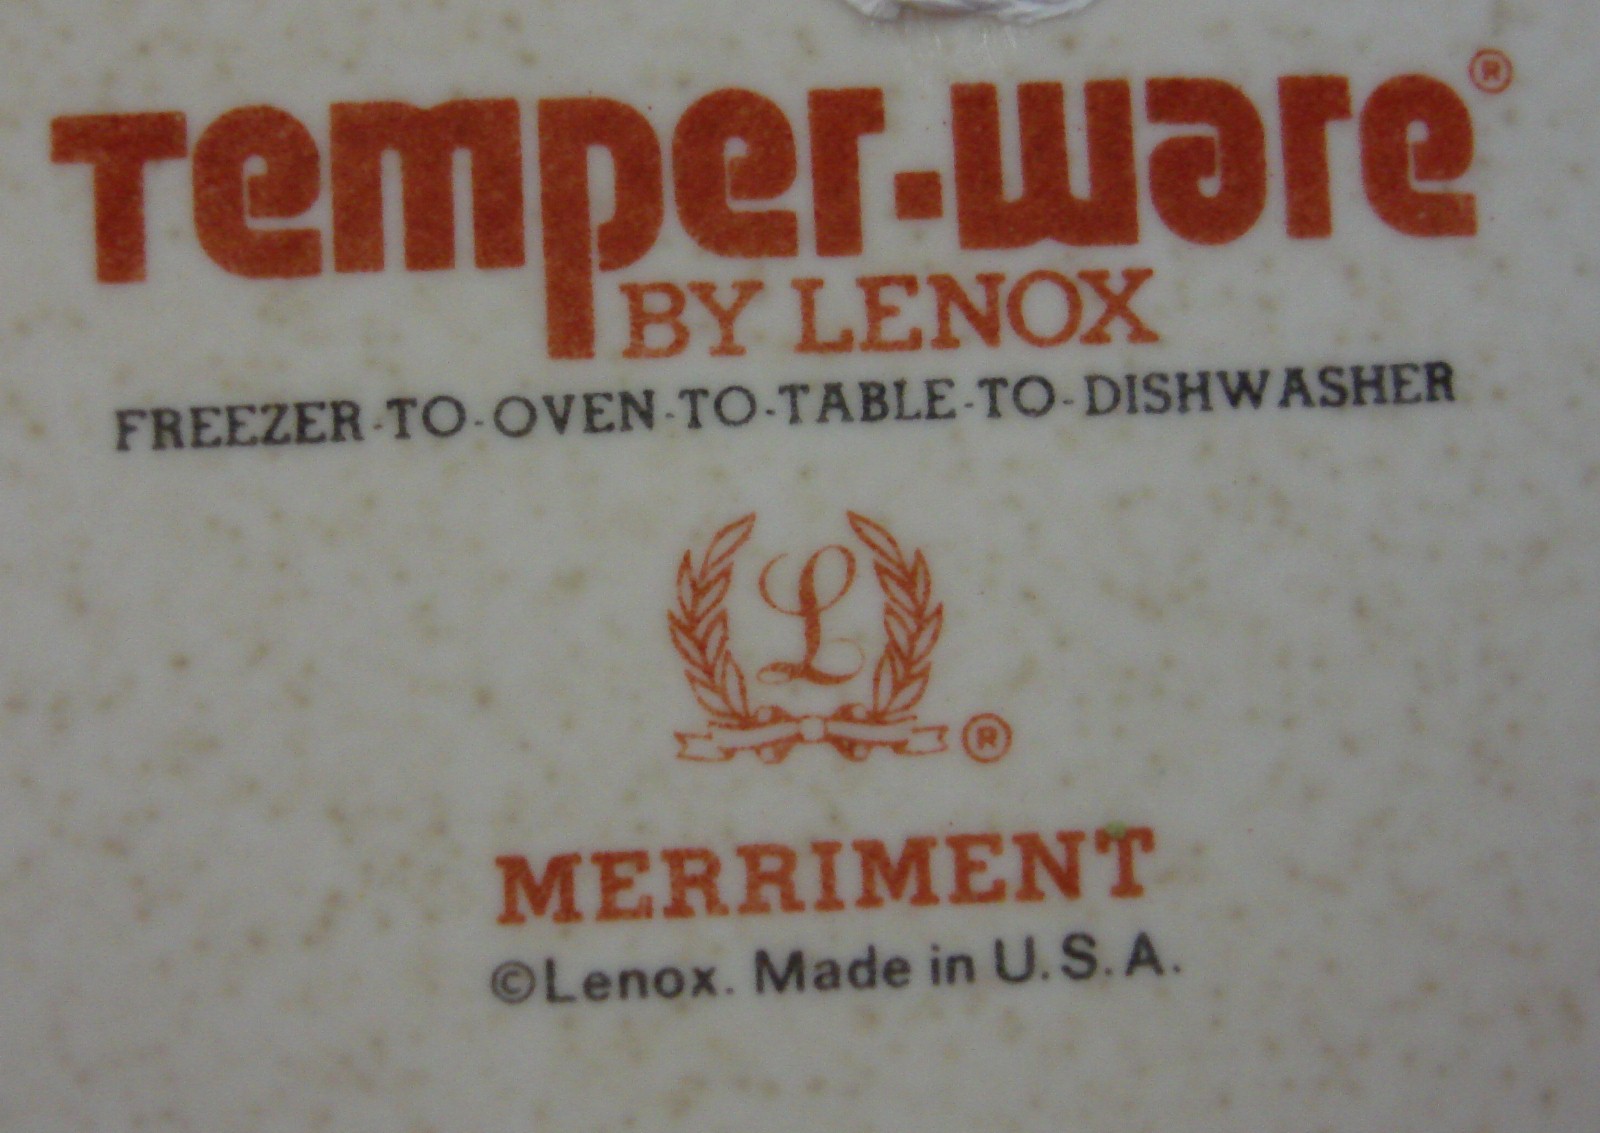 Temper-ware®
BY LENOX
FREEZER-TO-OVEN-TO-TABLE-TO-DISHWASHER
L ®
MERRIMENT
©Lenox. Made in U.S.A.